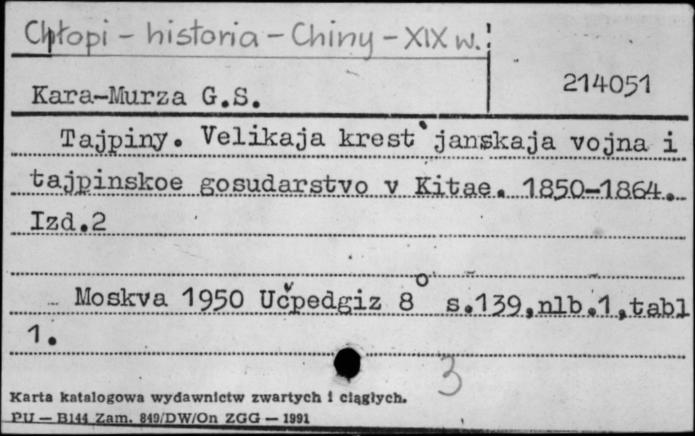 Chłopi - historia - Chiny - XIX w.:
214051
Kara-Murza G.S.
Tajpiny. Velikaja krest`janskaja vojna i
tajpinskoe gosudarstvo v Kitae. 1850-1864.
Izd.2
Moskva 1950 Učpedgiz 8° s.139,nlb.1,tabl
1.
3
Karta katalogowa wydawnictw zwartych i ciągłych.
PU — B144 Zam. 849/DW/On ZGG — 1991